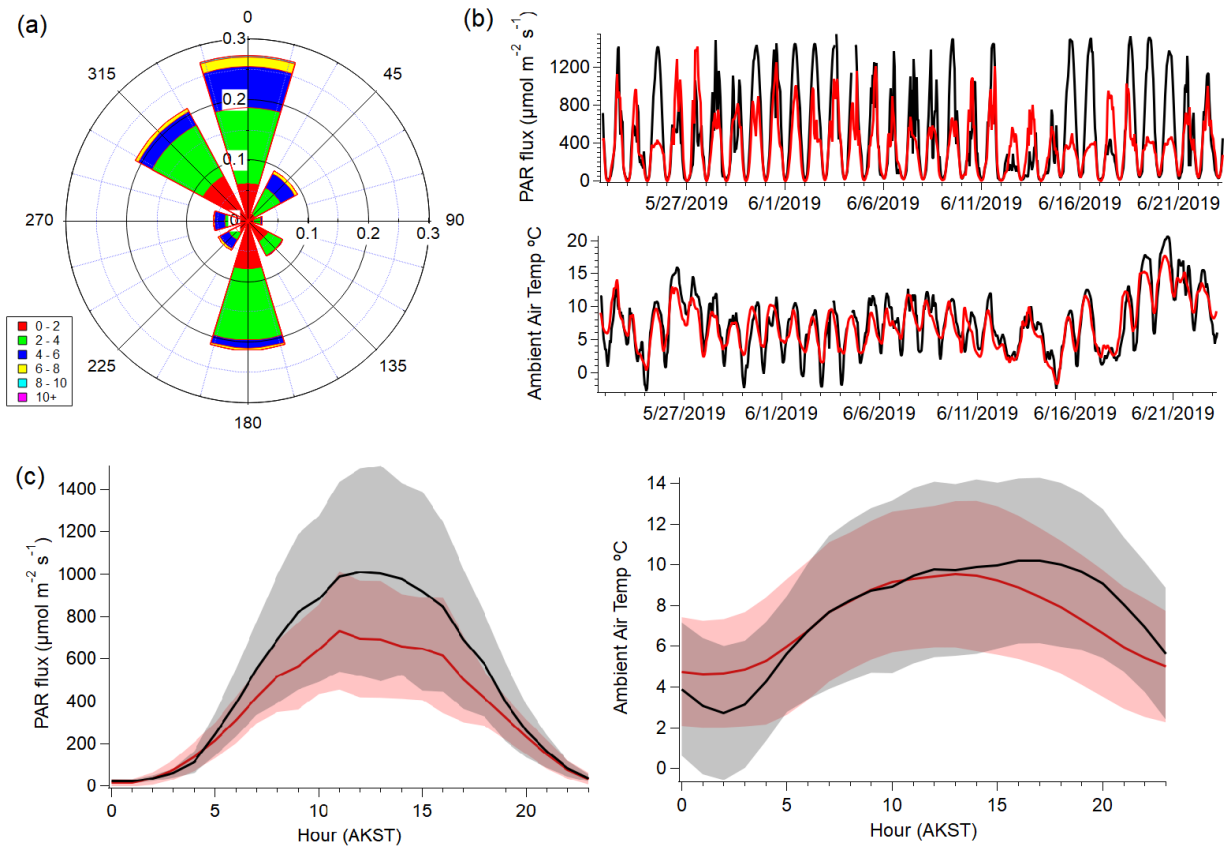 (a)
0
0.3
315
45
0.2
0.1
270
0
0.1
0.2
0.3
90
225
135
180
0 - 2
2 - 4
4 - 6
6 - 8
8 - 10
10+
(b)
PAR flux (µmol m⁻² s⁻¹)
1200
800
400
0
5/27/2019 6/1/2019 6/6/2019 6/11/2019 6/16/2019 6/21/2019
Ambient Air Temp ºC
20
15
10
5
0
5/27/2019 6/1/2019 6/6/2019 6/11/2019 6/16/2019 6/21/2019
(c)
PAR flux (µmol m⁻² s⁻¹)
1400
1200
1000
800
600
400
200
0
0 5 10 15 20
Hour (AKST)
Ambient Air Temp ºC
14
12
10
8
6
4
2
0
0 5 10 15 20
Hour (AKST)